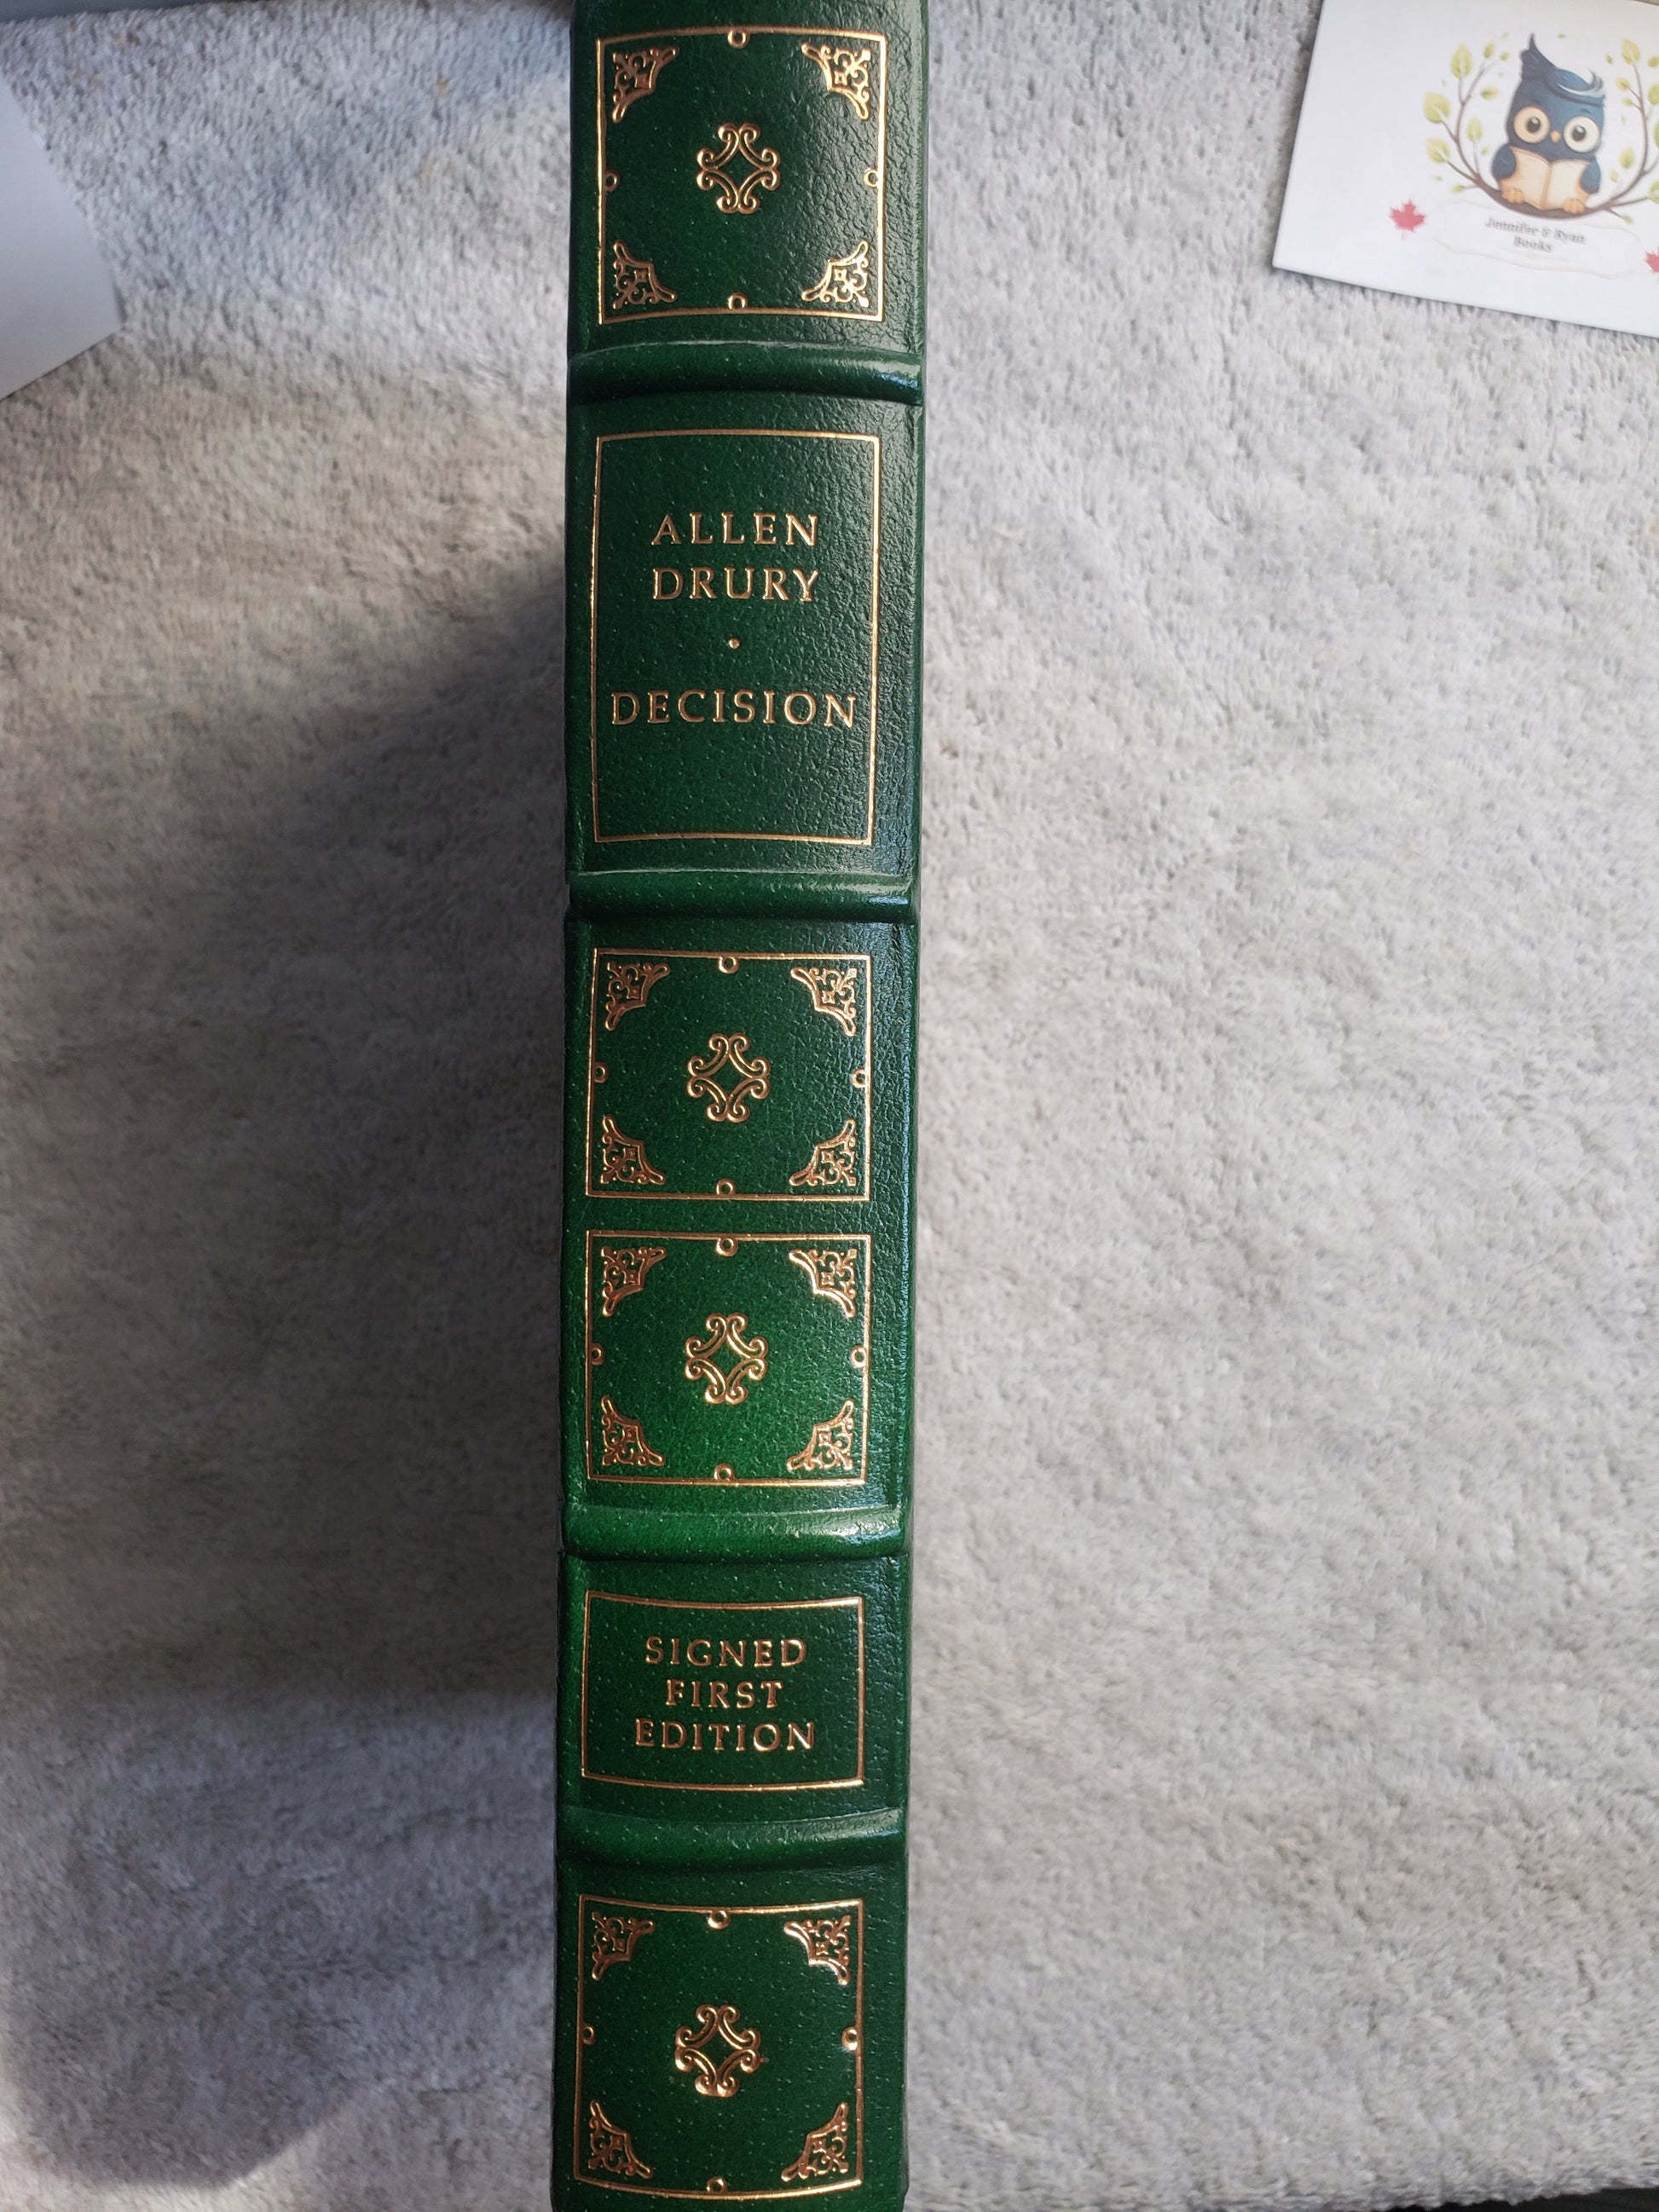 ALLEN
DRURY
•
DECISION
SIGNED
FIRST
EDITION
Jennifer & Ryan
Books